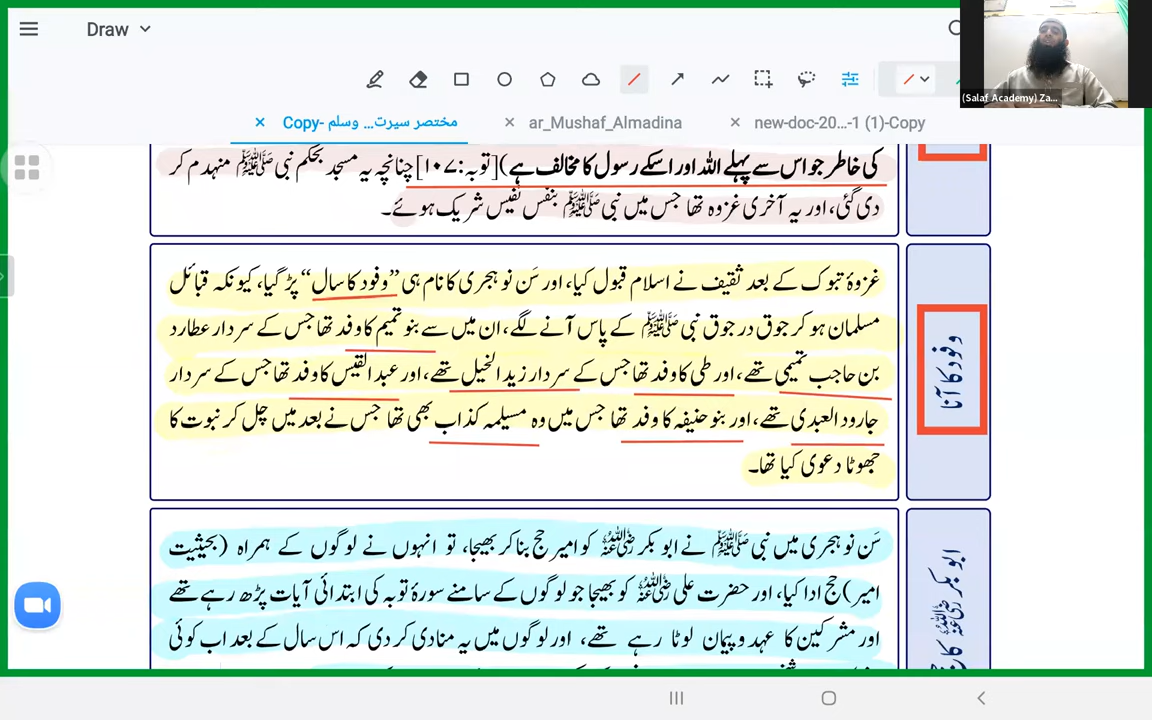 Draw
(Salaf Academy) Za...
Copy- مختصر سیرت... وسلم
ar_Mushaf_Almadina
new-doc-20...-1 (1)-Copy
کی خاطر جو اس سے پہلے اللہ اور اسکے رسول کا مخالف ہے)[توبہ:۱۰۷] چنانچہ یہ مسجد بحکم نبی ﷺ منہدم کر
دی گئی، اور یہ آخری غزوہ تھا جس میں نبی ﷺ بنفس نفیس شریک ہوئے۔
وفود کا آنا
غزوۂ تبوک کے بعد ثقیف نے اسلام قبول کیا، اور سَن نو ہجری کا نام ہی ”وفود کا سال“ پڑ گیا، کیونکہ قبائل
مسلمان ہو کر جوق در جوق نبی ﷺ کے پاس آنے لگے، ان میں سے بنو تمیم کا وفد تھا جس کے سردار عطارد
بن حاجب تمیمی تھے، اور طی کا وفد تھا جس کے سردار زید الخیل تھے، اور عبد القیس کا وفد تھا جس کے سردار
جارود العبدی تھے، اور بنو حنیفہ کا وفد تھا جس میں وہ مسیلمہ کذاب بھی تھا جس نے بعد میں چل کر نبوت کا
جھوٹا دعوی کیا تھا۔
ابو بکر رضی اللہ عنہ کا
سَن نو ہجری میں نبی ﷺ نے ابو بکر رضی اللہ عنہ کو امیر حج بنا کر بھیجا، تو انہوں نے لوگوں کے ہمراہ (بحیثیت
امیر) حج ادا کیا، اور حضرت علی رضی اللہ عنہ کو بھیجا جو لوگوں کے سامنے سورۂ توبہ کی ابتدائی آیات پڑھ رہے تھے
اور مشرکین کا عہد و پیمان لوٹا رہے تھے، اور لوگوں میں یہ منادی کر دی کہ اس سال کے بعد اب کوئی